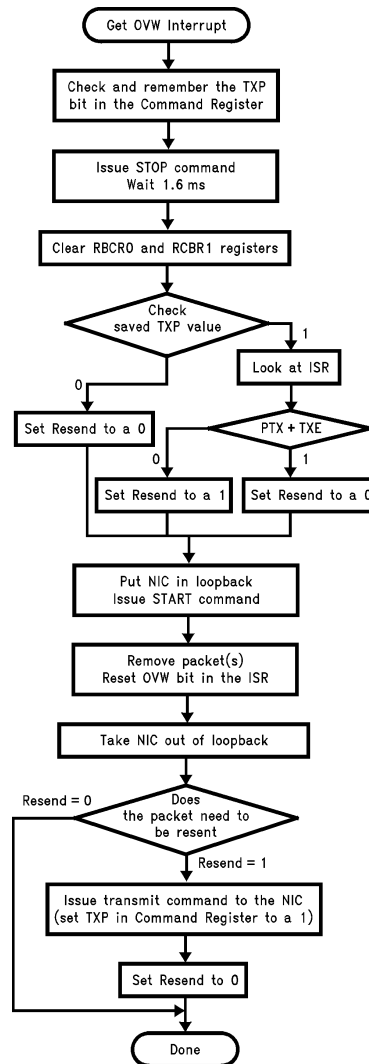 Get OVW Interrupt
Check and remember the TXP
bit in the Command Register
Issue STOP command
Wait 1.6 ms
Clear RBCR0 and RCBR1 registers
Check
saved TXP value
1
0
Look at ISR
Set Resend to a 0
PTX + TXE
0
1
Set Resend to a 1
Set Resend to a 0
Put NIC in loopback
Issue START command
Remove packet(s)
Reset OVW bit in the ISR
Take NIC out of loopback
Resend = 0
Does
the packet need to
be resent
Resend = 1
Issue transmit command to the NIC
(set TXP in Command Register to a 1)
Set Resend to 0
Done